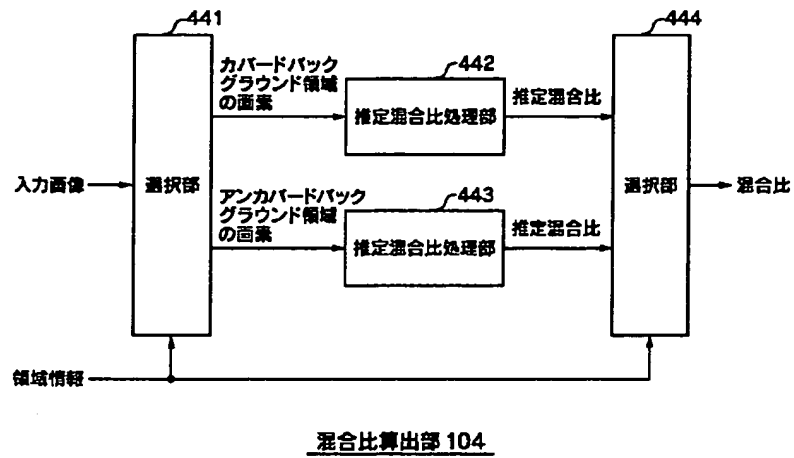 441
444
カバードバック
グラウンド領域
の画素
442
推定混合比処理部
推定混合比
入力画像
選択部
アンカバードバック
グラウンド領域
の画素
443
推定混合比処理部
推定混合比
選択部
混合比
領域情報
混合比算出部 104